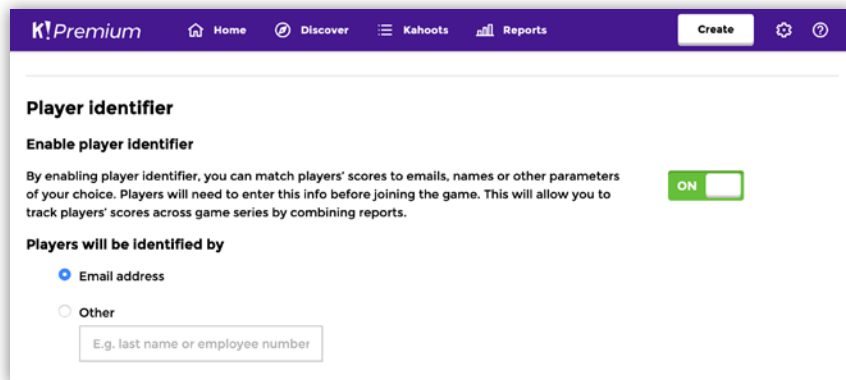 K!Premium Home Discover Kahoots Reports Create
Player identifier
Enable player identifier
By enabling player identifier, you can match players' scores to emails, names or other parameters
of your choice. Players will need to enter this info before joining the game. This will allow you to
track players' scores across game series by combining reports.
ON
Players will be identified by
Email address
Other
E.g. last name or employee number